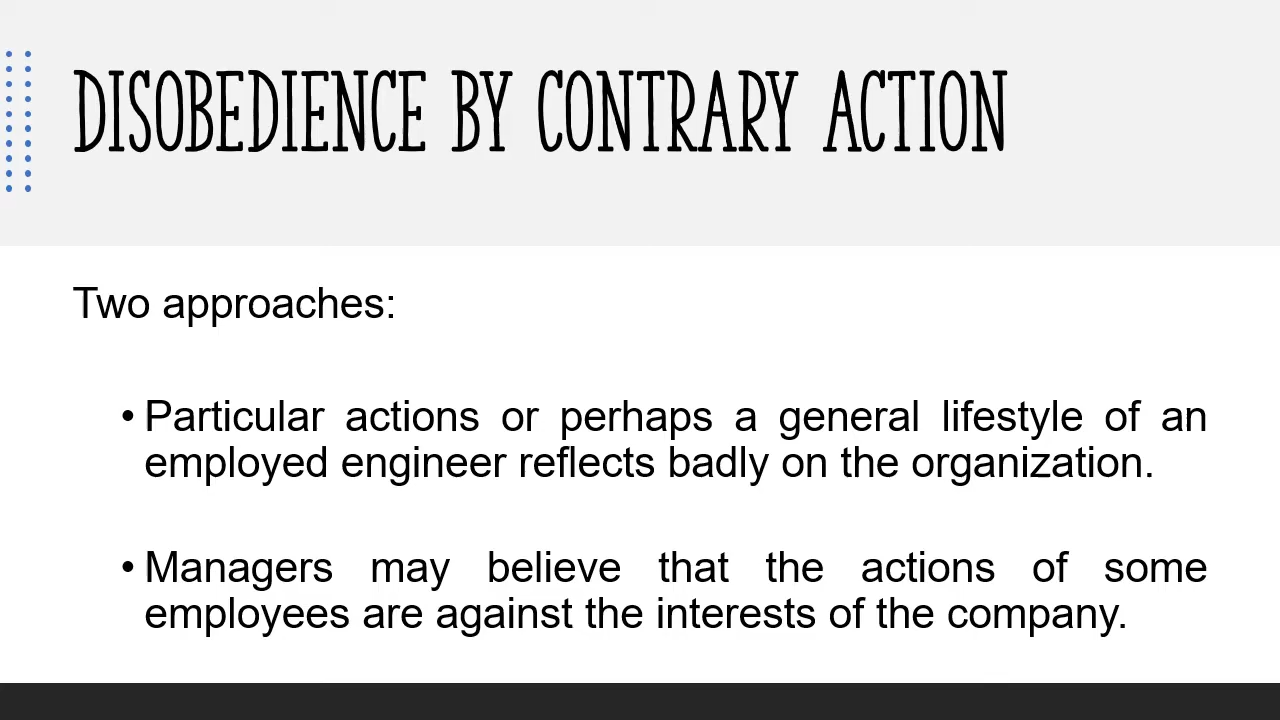 DISOBEDIENCE BY CONTRARY ACTION
Two approaches:
• Particular actions or perhaps a general lifestyle of an
employed engineer reflects badly on the organization.
• Managers may believe that the actions of some
employees are against the interests of the company.